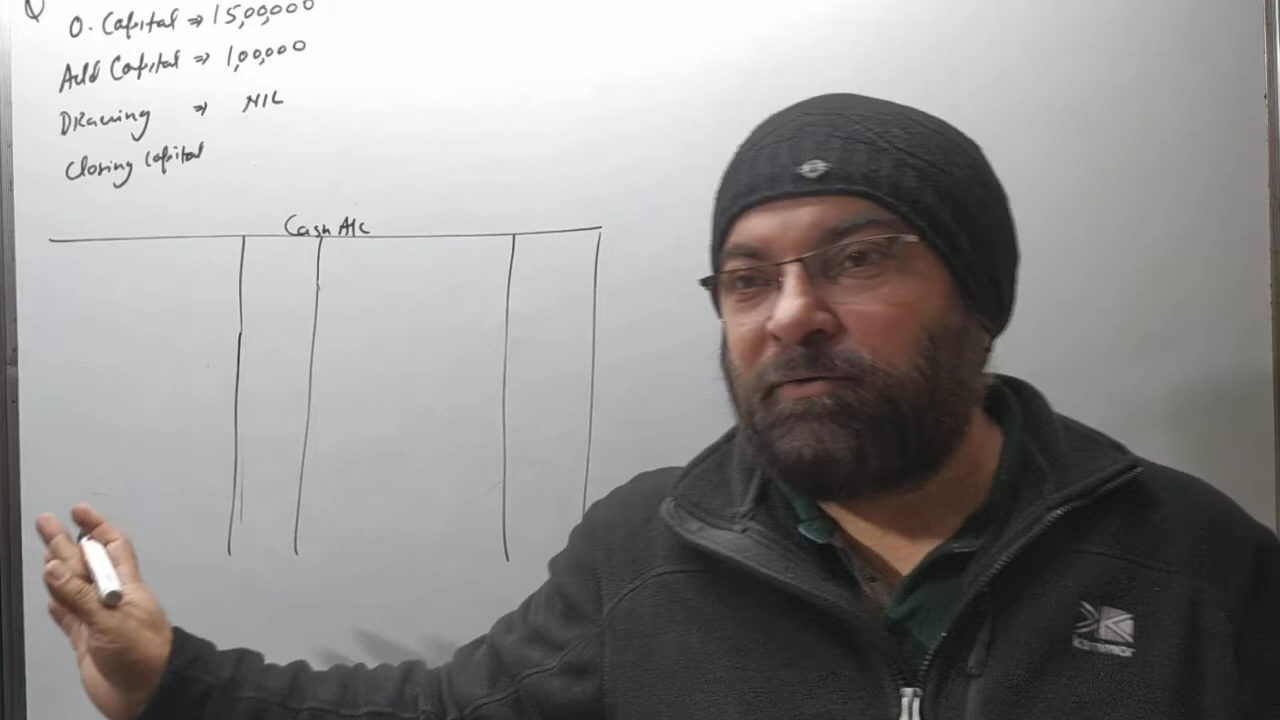 Q O. Capital ⇒ 15,00,000
Add Capital ⇒ 1,00,000
Drawing ⇒ NIL
Closing Capital
Cash A/c